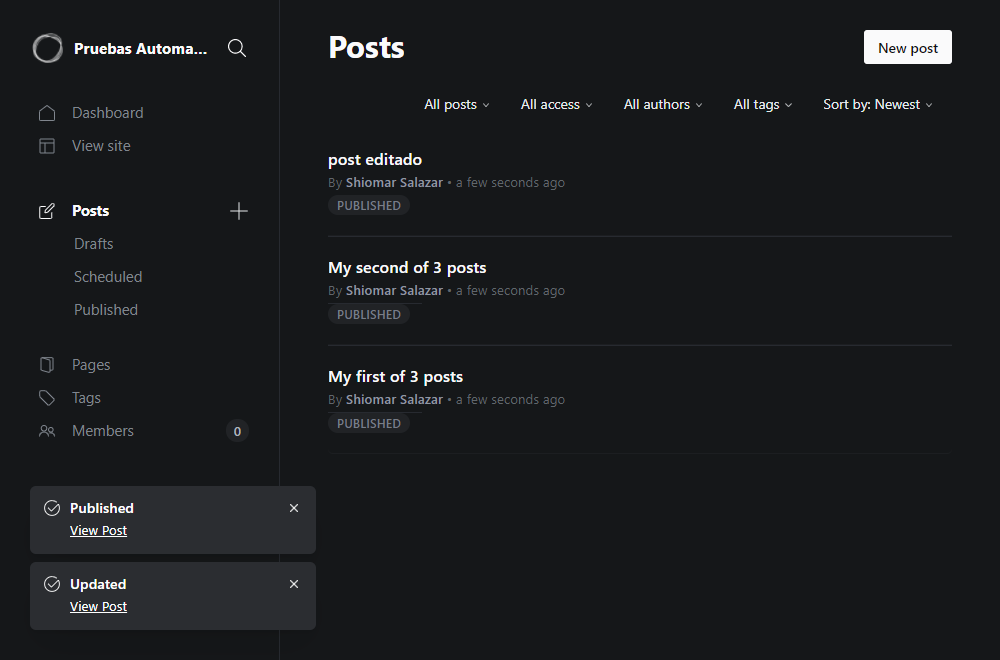 Pruebas Automa...
Dashboard
View site
Posts
Drafts
Scheduled
Published
Pages
Tags
Members
0
Published
View Post
Updated
View Post
Posts
New post
All posts
All access
All authors
All tags
Sort by: Newest
post editado
By Shiomar Salazar • a few seconds ago
PUBLISHED
My second of 3 posts
By Shiomar Salazar • a few seconds ago
PUBLISHED
My first of 3 posts
By Shiomar Salazar • a few seconds ago
PUBLISHED